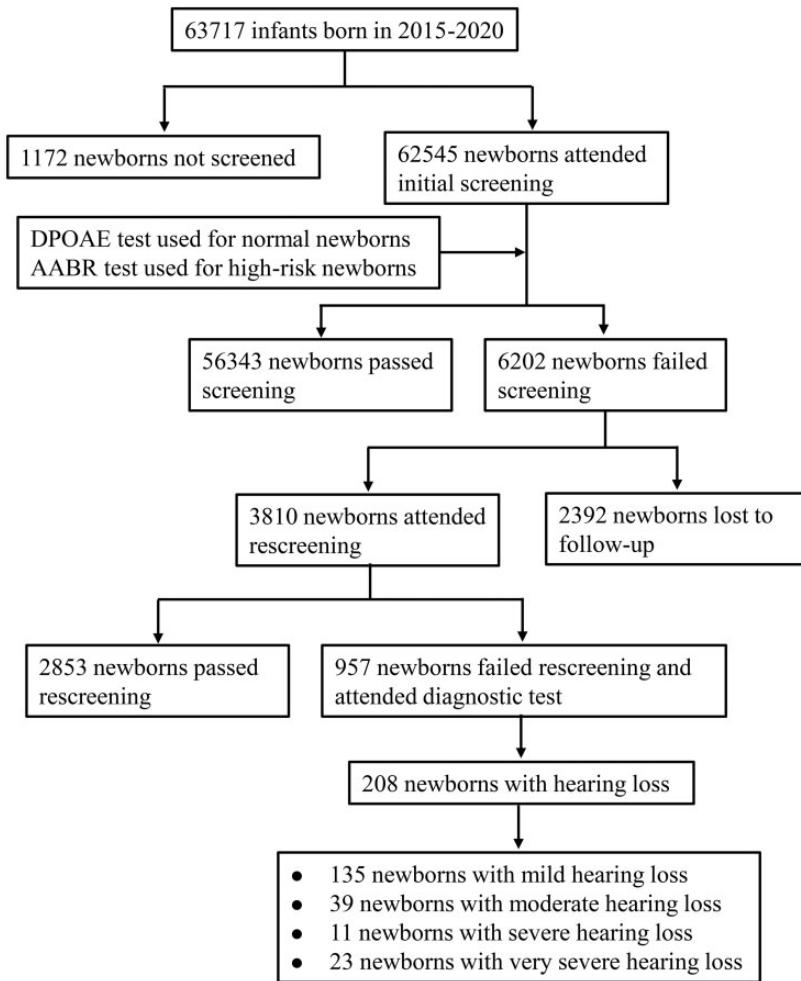 63717 infants born in 2015-2020
1172 newborns not screened
62545 newborns attended
initial screening
DPOAE test used for normal newborns
AABR test used for high-risk newborns
56343 newborns passed
screening
6202 newborns failed
screening
3810 newborns attended
rescreening
2392 newborns lost to
follow-up
2853 newborns passed
rescreening
957 newborns failed rescreening and
attended diagnostic test
208 newborns with hearing loss
● 135 newborns with mild hearing loss
● 39 newborns with moderate hearing loss
● 11 newborns with severe hearing loss
● 23 newborns with very severe hearing loss